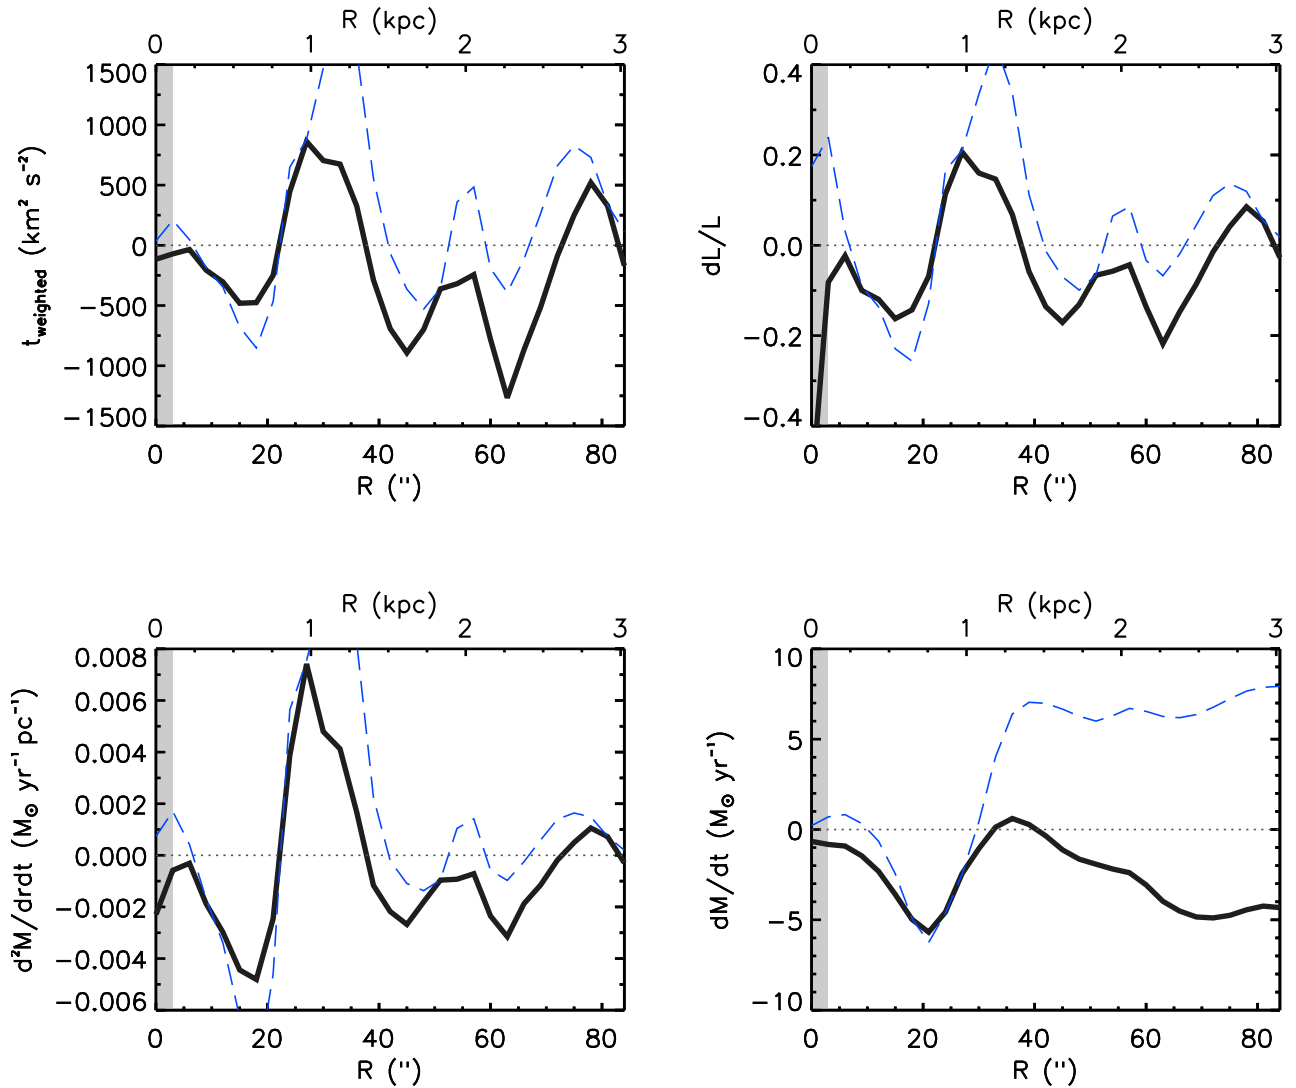 R (kpc)
0 1 2 3
1500
1000
500
0
−500
−1000
−1500
t_weighted (km² s⁻²)
0 20 40 60 80
R (")
R (kpc)
0 1 2 3
0.4
0.2
0.0
−0.2
−0.4
dL/L
0 20 40 60 80
R (")
R (kpc)
0 1 2 3
0.008
0.006
0.004
0.002
0.000
−0.002
−0.004
−0.006
d²M/drdt (M⊙ yr⁻¹ pc⁻¹)
0 20 40 60 80
R (")
R (kpc)
0 1 2 3
10
5
0
−5
−10
dM/dt (M⊙ yr⁻¹)
0 20 40 60 80
R (")